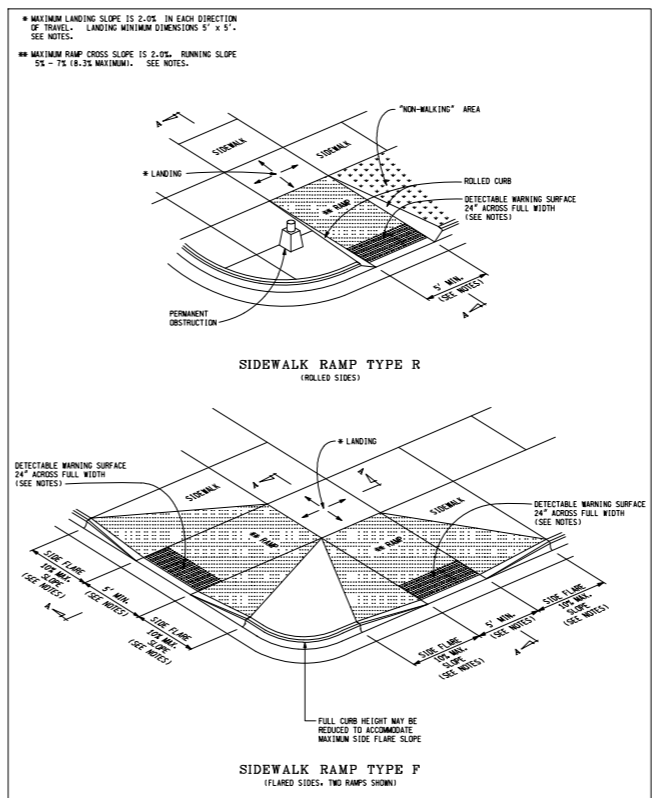 * MAXIMUM LANDING SLOPE IS 2.0% IN EACH DIRECTION
OF TRAVEL. LANDING MINIMUM DIMENSIONS 5' x 5'.
SEE NOTES.
** MAXIMUM RAMP CROSS SLOPE IS 2.0%. RUNNING SLOPE
5% - 7% (8.3% MAXIMUM). SEE NOTES.
A
"NON-WALKING" AREA
SIDEWALK
SIDEWALK
* LANDING
ROLLED CURB
** RAMP
DETECTABLE WARNING SURFACE
24" ACROSS FULL WIDTH
(SEE NOTES)
5' MIN.
(SEE NOTES)
A
PERMANENT
OBSTRUCTION
SIDEWALK RAMP TYPE R
(ROLLED SIDES)
* LANDING
DETECTABLE WARNING SURFACE
24" ACROSS FULL WIDTH
(SEE NOTES)
A
A
SIDEWALK
SIDEWALK
DETECTABLE WARNING SURFACE
24" ACROSS FULL WIDTH
(SEE NOTES)
** RAMP
** RAMP
SIDE FLARE
10% MAX.
SLOPE
(SEE NOTES)
5' MIN.
(SEE NOTES)
SIDE FLARE
10% MAX.
SLOPE
(SEE NOTES)
A
SIDE FLARE
10% MAX.
SLOPE
(SEE NOTES)
5' MIN.
(SEE NOTES)
SIDE FLARE
10% MAX.
SLOPE
(SEE NOTES)
A
FULL CURB HEIGHT MAY BE
REDUCED TO ACCOMMODATE
MAXIMUM SIDE FLARE SLOPE
SIDEWALK RAMP TYPE F
(FLARED SIDES, TWO RAMPS SHOWN)